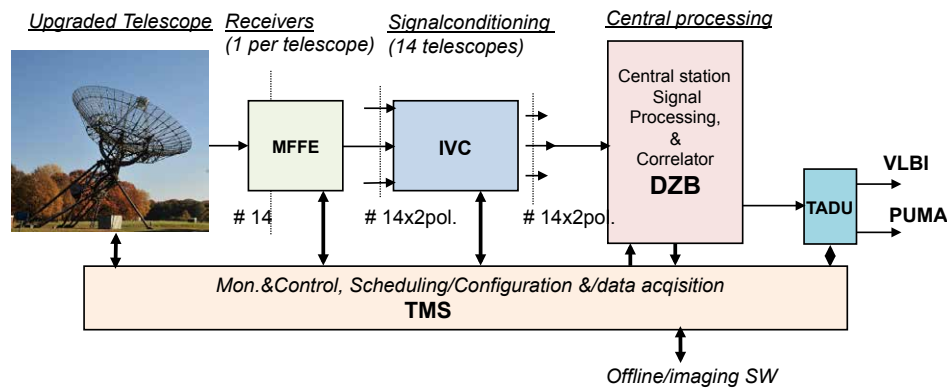 Upgraded Telescope
Receivers
(1 per telescope)
Signalconditioning
(14 telescopes)
Central processing
MFFE
IVC
Central station
Signal
Processing,
&
Correlator
DZB
TADU
VLBI
PUMA
# 14
# 14x2pol.
# 14x2pol.
Mon.&Control, Scheduling/Configuration &/data acqisition
TMS
Offline/imaging SW